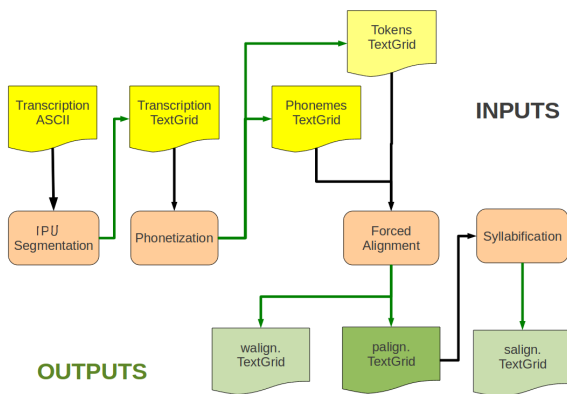 Tokens
TextGrid
Transcription
ASCII
Transcription
TextGrid
Phonemes
TextGrid
INPUTS
IPU
Segmentation
Phonetization
Forced
Alignment
Syllabification
walign.
TextGrid
palign.
TextGrid
salign.
TextGrid
OUTPUTS